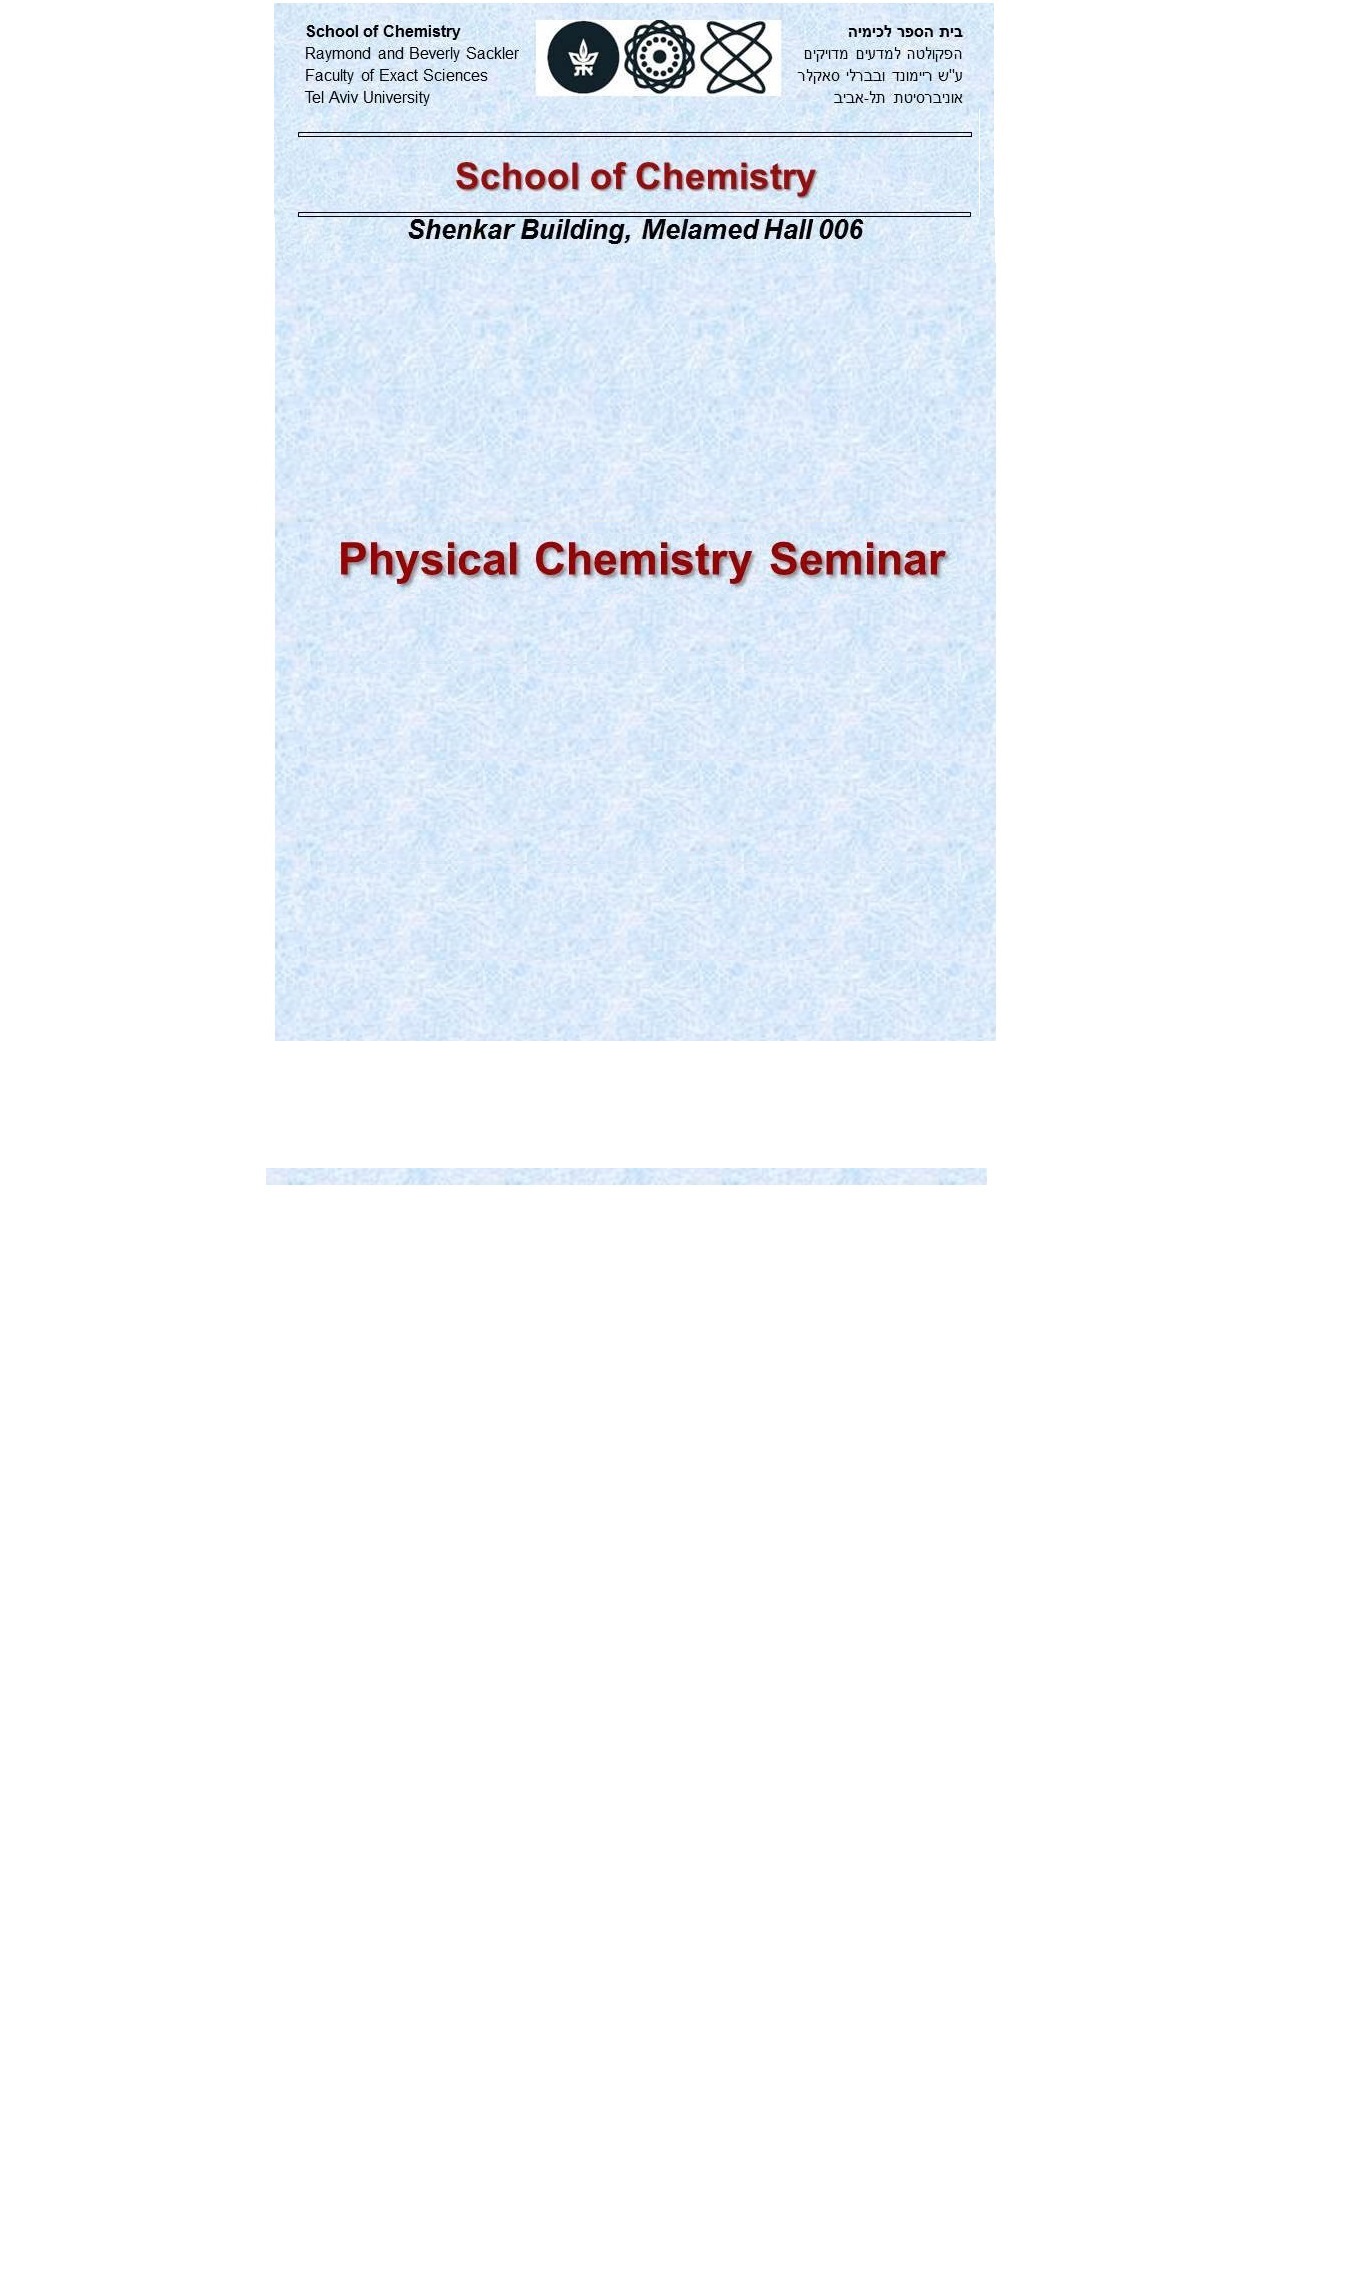 School of Chemistry
Raymond and Beverly Sackler
Faculty of Exact Sciences
Tel Aviv University
בית הספר לכימיה
הפקולטה למדעים מדויקים
ע"ש ריימונד ובברלי סאקלר
אוניברסיטת תל-אביב
School of Chemistry
Shenkar Building, Melamed Hall 006
Physical Chemistry Seminar